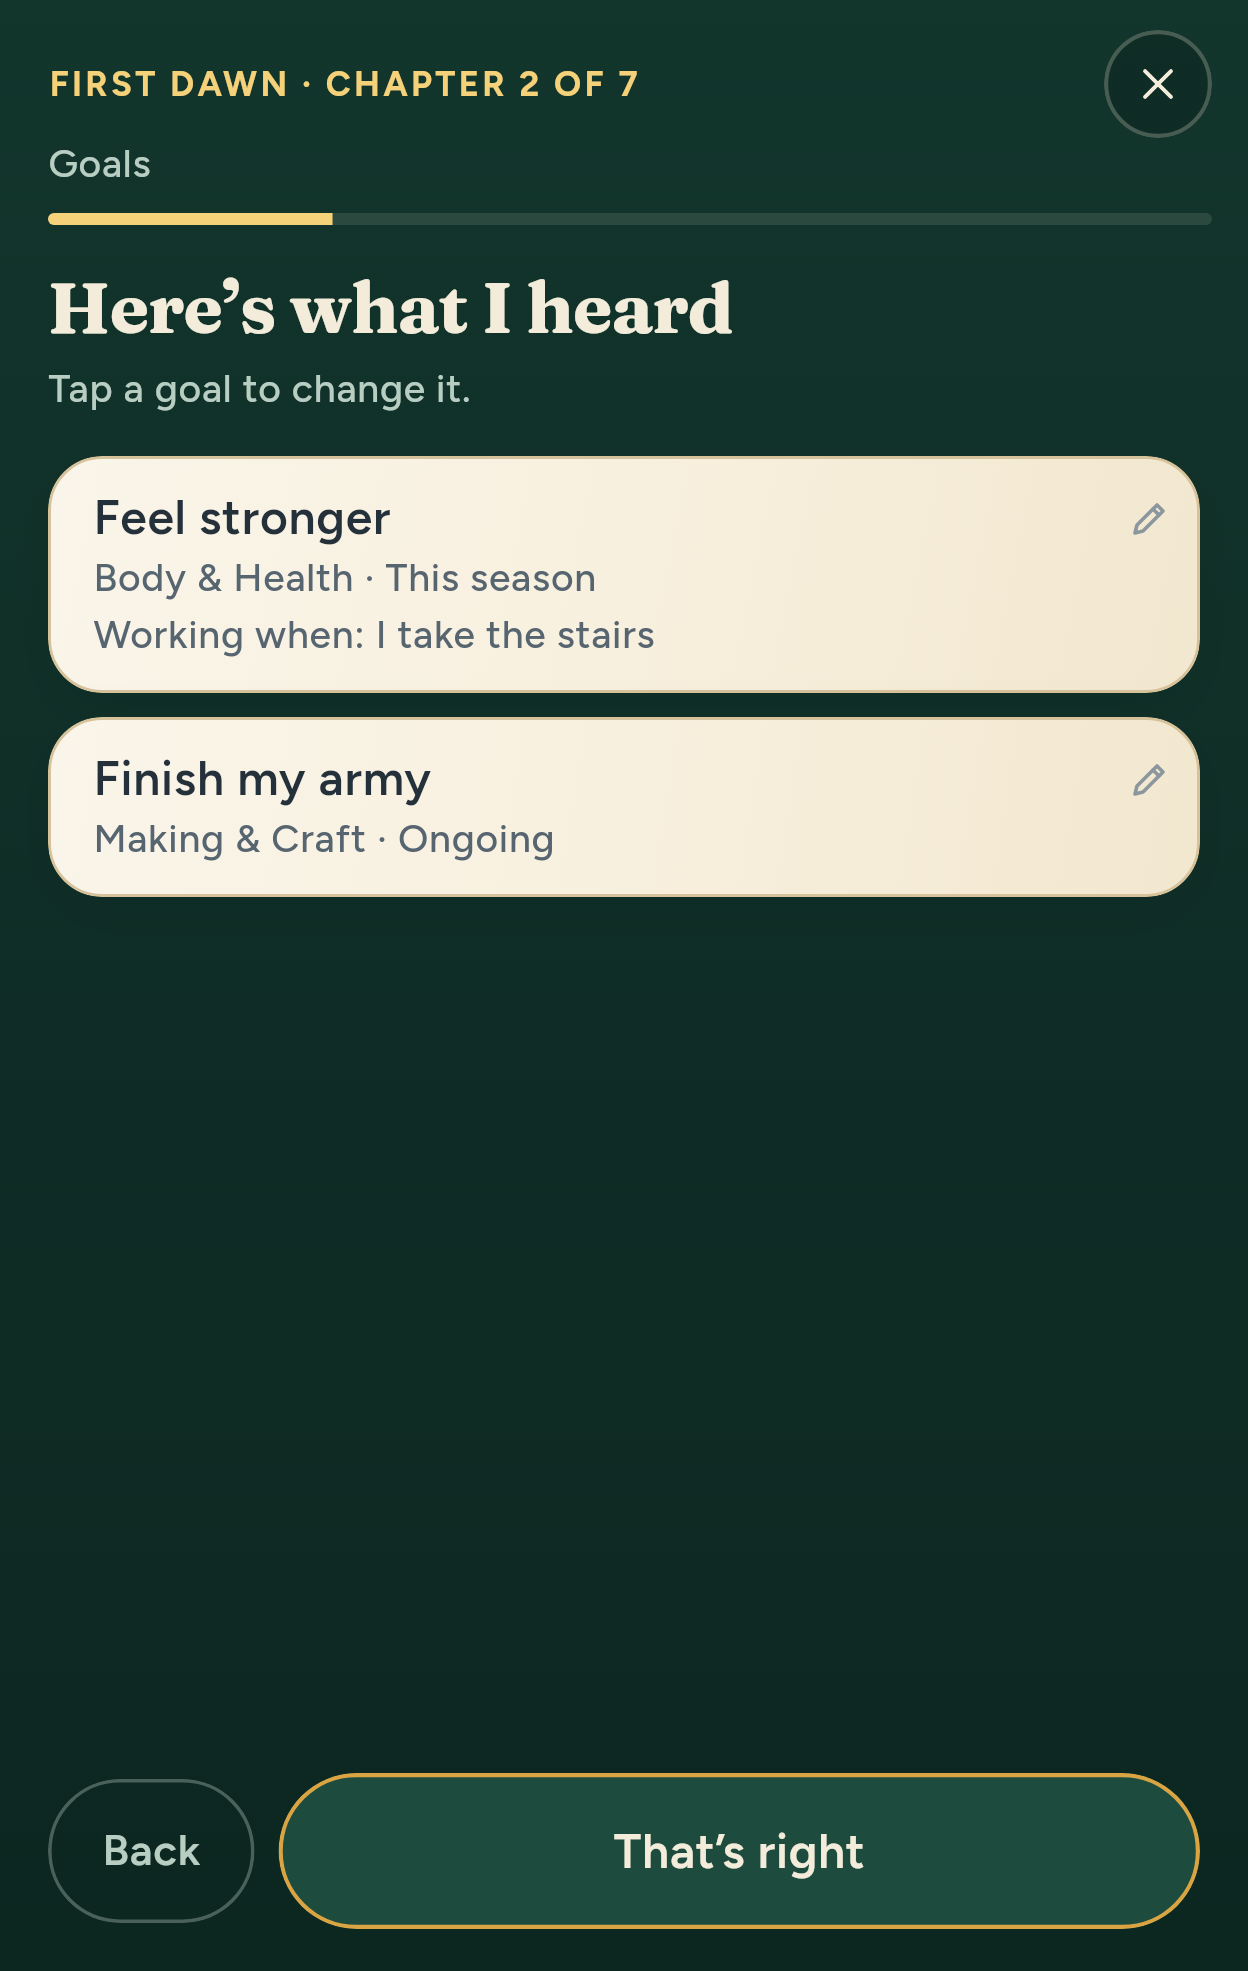 FIRST DAWN · CHAPTER 2 OF 7
Goals
Here’s what I heard
Tap a goal to change it.
Feel stronger
Body & Health · This season
Working when: I take the stairs
Finish my army
Making & Craft · Ongoing
Back
That’s right